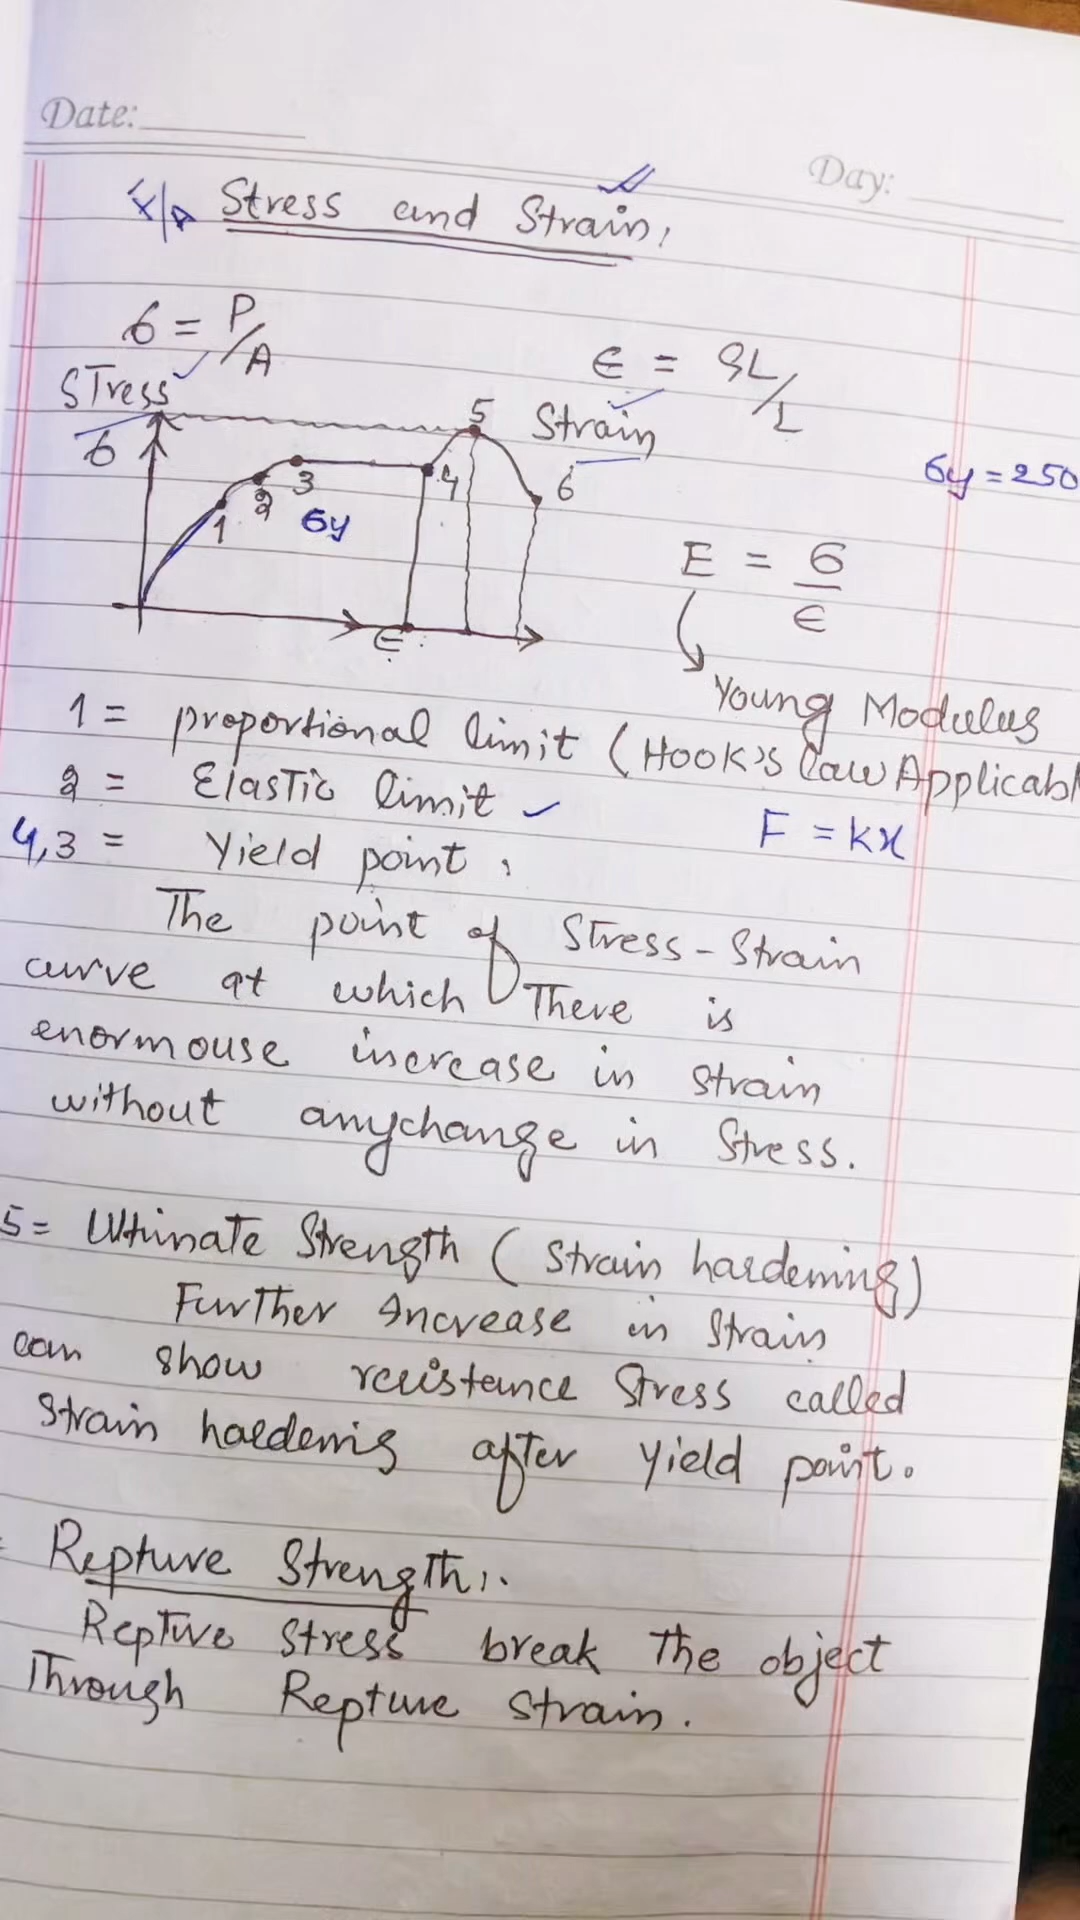 Date:
Day:
Stress and Strain,
6 = P/A
ϵ = δL/L
STress
6
Strain
5
4
6
3
2
1
6y
6y = 250
E = 6/ϵ
ϵ
Young Modulus
1 = proportional limit (Hook's law Applicabl
2 = Elastic limit
F = kx
4,3 = Yield point,
The point of Stress-Strain
curve at which There is
enormouse increase in strain
without anychange in Stress.
5 = Ultimate Strength (Strain hardening)
Further Increase in Strain
can show resistance Stress called
Strain hardenig after yield point.
Repture Strength,.
Repture Stress break The object
Through Repture Strain.